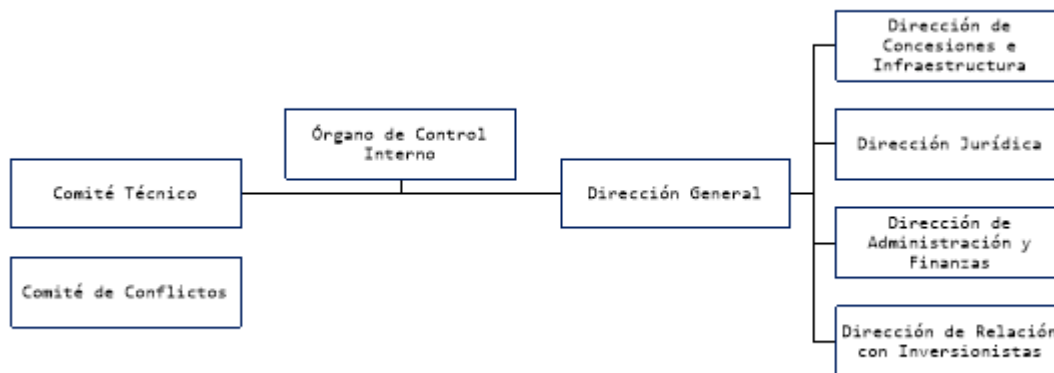 Dirección de
Concesiones e
Infraestructura
Órgano de Control
Interno
Dirección Jurídica
Comité Técnico
Dirección General
Dirección de
Administración y
Finanzas
Comité de Conflictos
Dirección de Relación
con Inversionistas